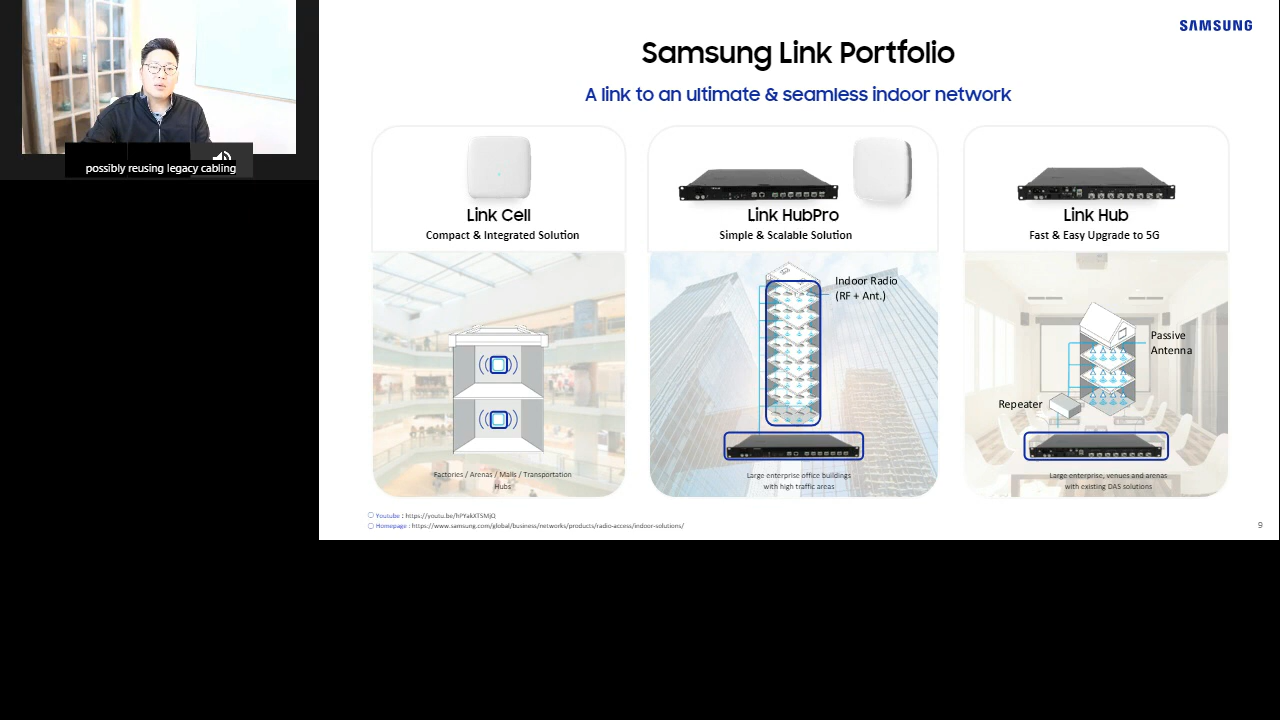 possibly reusing legacy cabling
SAMSUNG
Samsung Link Portfolio
A link to an ultimate & seamless indoor network
Link Cell
Compact & Integrated Solution
Factories / Arenas / Malls / Transportation
Hubs
Link HubPro
Simple & Scalable Solution
Indoor Radio
(RF + Ant.)
Large enterprise office buildings
with high traffic areas
Link Hub
Fast & Easy Upgrade to 5G
Passive
Antenna
Repeater
Large enterprise, venues and arenas
with existing DAS solutions
Youtube : https://youtu.be/hPYakXTSMjQ
Homepage : https://www.samsung.com/global/business/networks/products/radio-access/indoor-solutions/
9